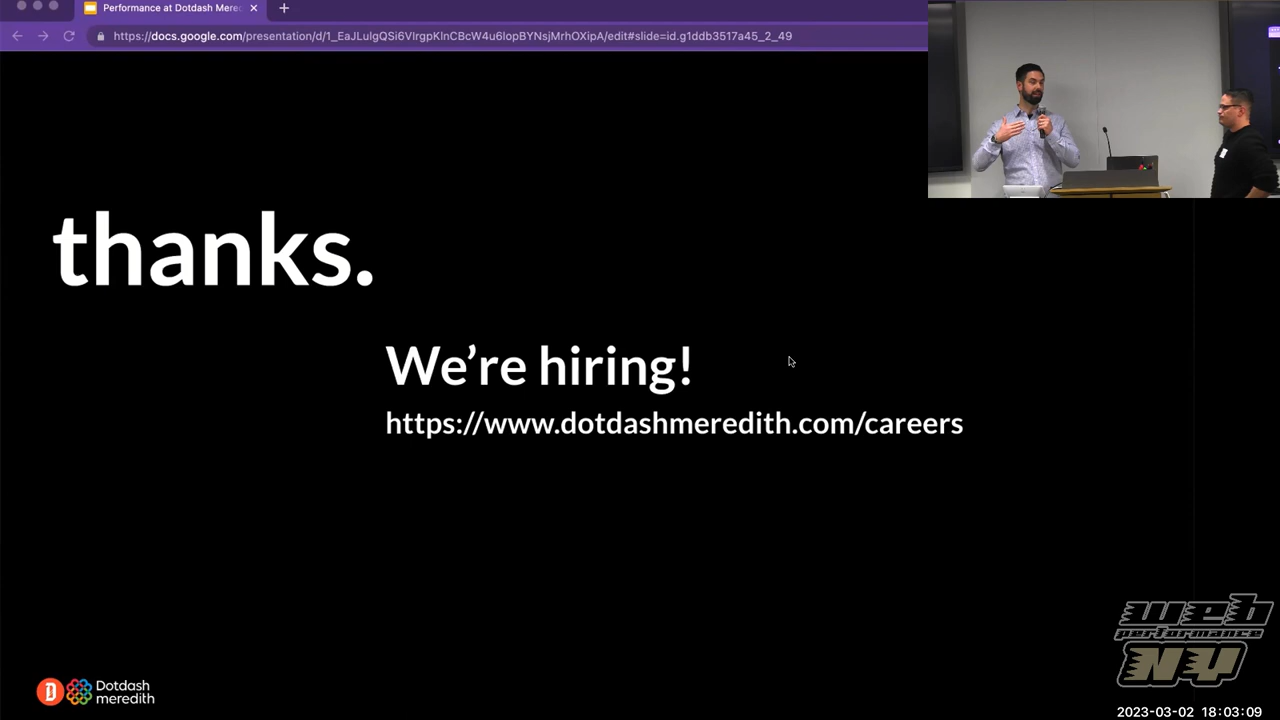 Performance at Dotdash Mered
https://docs.google.com/presentation/d/1_EaJLulgQSi6VlrgpKlnCBcW4u6lopBYNsjMrhOXipA/edit#slide=id.g1ddb3517a45_2_49
thanks.
We're hiring!
https://www.dotdashmeredith.com/careers
Dotdash
meredith
web
performance
NY
2023-03-02 18:03:09